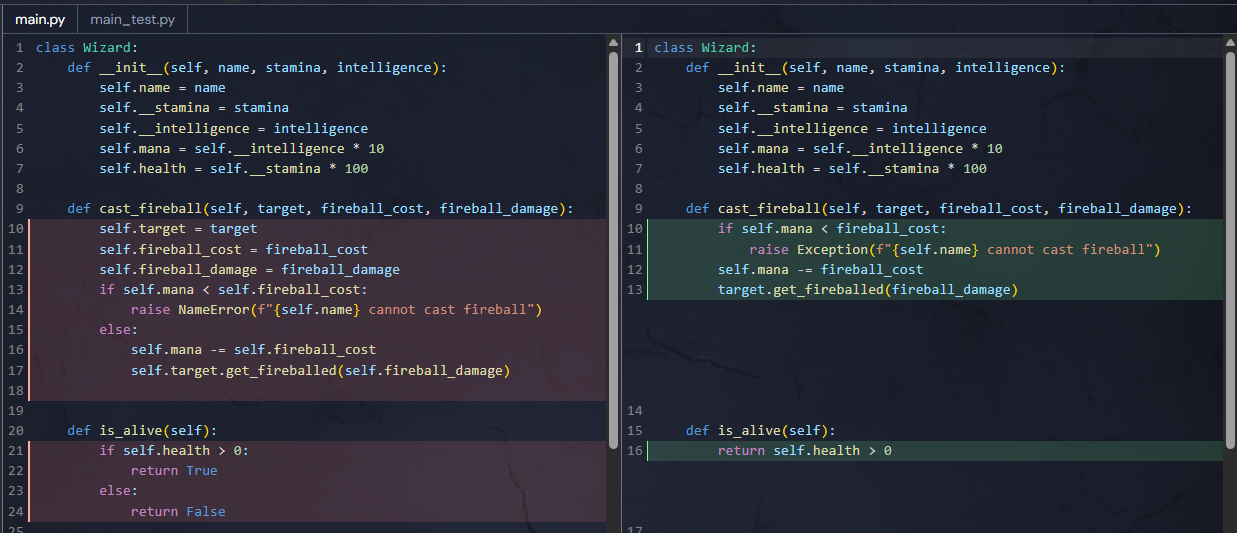 main.py main_test.py
1 class Wizard:
2     def __init__(self, name, stamina, intelligence):
3         self.name = name
4         self.__stamina = stamina
5         self.__intelligence = intelligence
6         self.mana = self.__intelligence * 10
7         self.health = self.__stamina * 100
8
9     def cast_fireball(self, target, fireball_cost, fireball_damage):
10         self.target = target
11         self.fireball_cost = fireball_cost
12         self.fireball_damage = fireball_damage
13         if self.mana < self.fireball_cost:
14             raise NameError(f"{self.name} cannot cast fireball")
15         else:
16             self.mana -= self.fireball_cost
17             self.target.get_fireballed(self.fireball_damage)
18
19
20     def is_alive(self):
21         if self.health > 0:
22             return True
23         else:
24             return False
25
1 class Wizard:
2     def __init__(self, name, stamina, intelligence):
3         self.name = name
4         self.__stamina = stamina
5         self.__intelligence = intelligence
6         self.mana = self.__intelligence * 10
7         self.health = self.__stamina * 100
8
9     def cast_fireball(self, target, fireball_cost, fireball_damage):
10         if self.mana < fireball_cost:
11             raise Exception(f"{self.name} cannot cast fireball")
12         self.mana -= fireball_cost
13         target.get_fireballed(fireball_damage)
14
15     def is_alive(self):
16         return self.health > 0
17